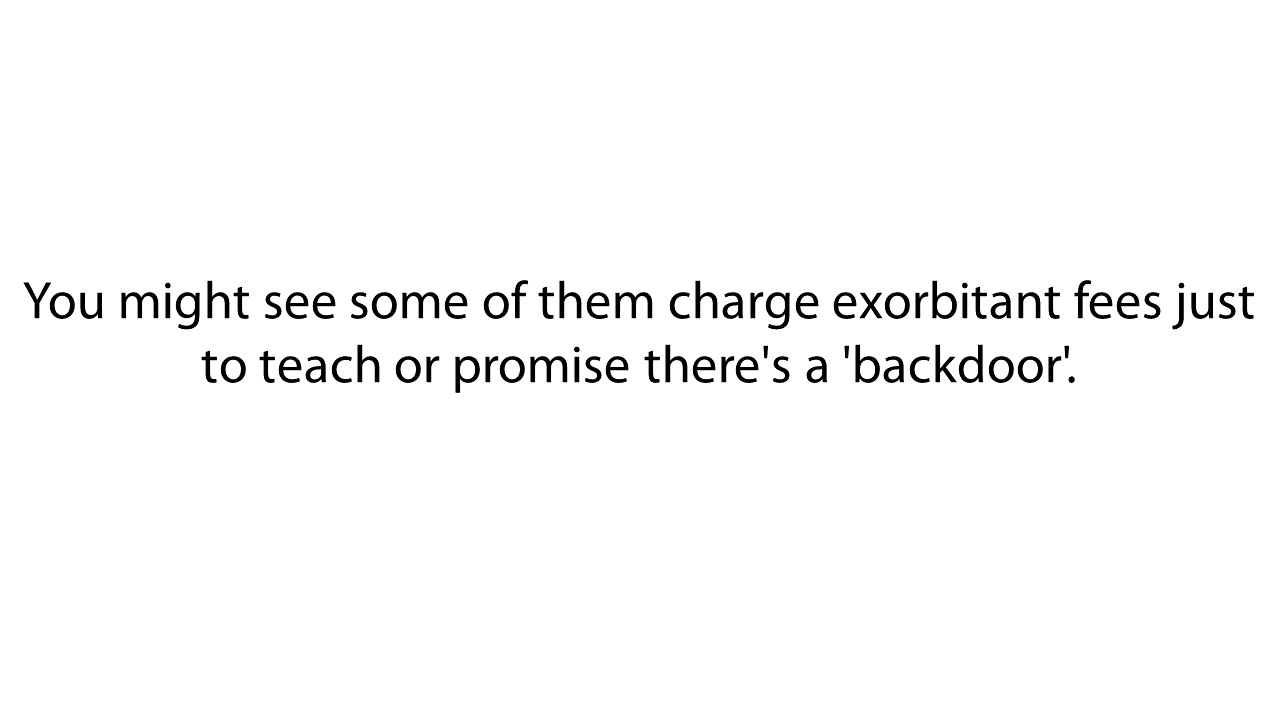 You might see some of them charge exorbitant fees just
to teach or promise there's a 'backdoor'.